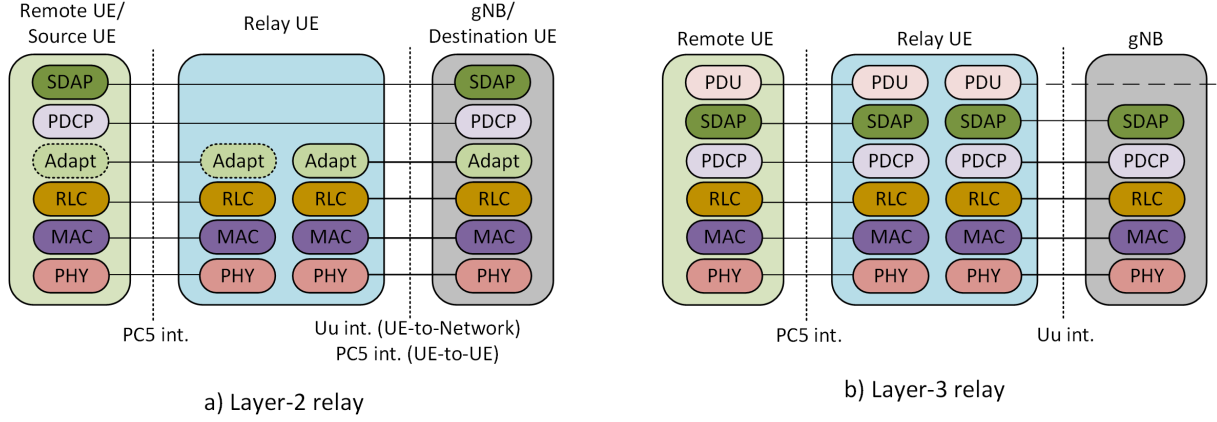 Remote UE/
Source UE
Relay UE
gNB/
Destination UE
SDAP
SDAP
PDCP
PDCP
Adapt
Adapt
Adapt
Adapt
RLC
RLC
RLC
RLC
MAC
MAC
MAC
MAC
PHY
PHY
PHY
PHY
PC5 int.
Uu int. (UE-to-Network)
PC5 int. (UE-to-UE)
a) Layer-2 relay
Remote UE
Relay UE
gNB
PDU
PDU
PDU
SDAP
SDAP
SDAP
SDAP
PDCP
PDCP
PDCP
PDCP
RLC
RLC
RLC
RLC
MAC
MAC
MAC
MAC
PHY
PHY
PHY
PHY
PC5 int.
Uu int.
b) Layer-3 relay